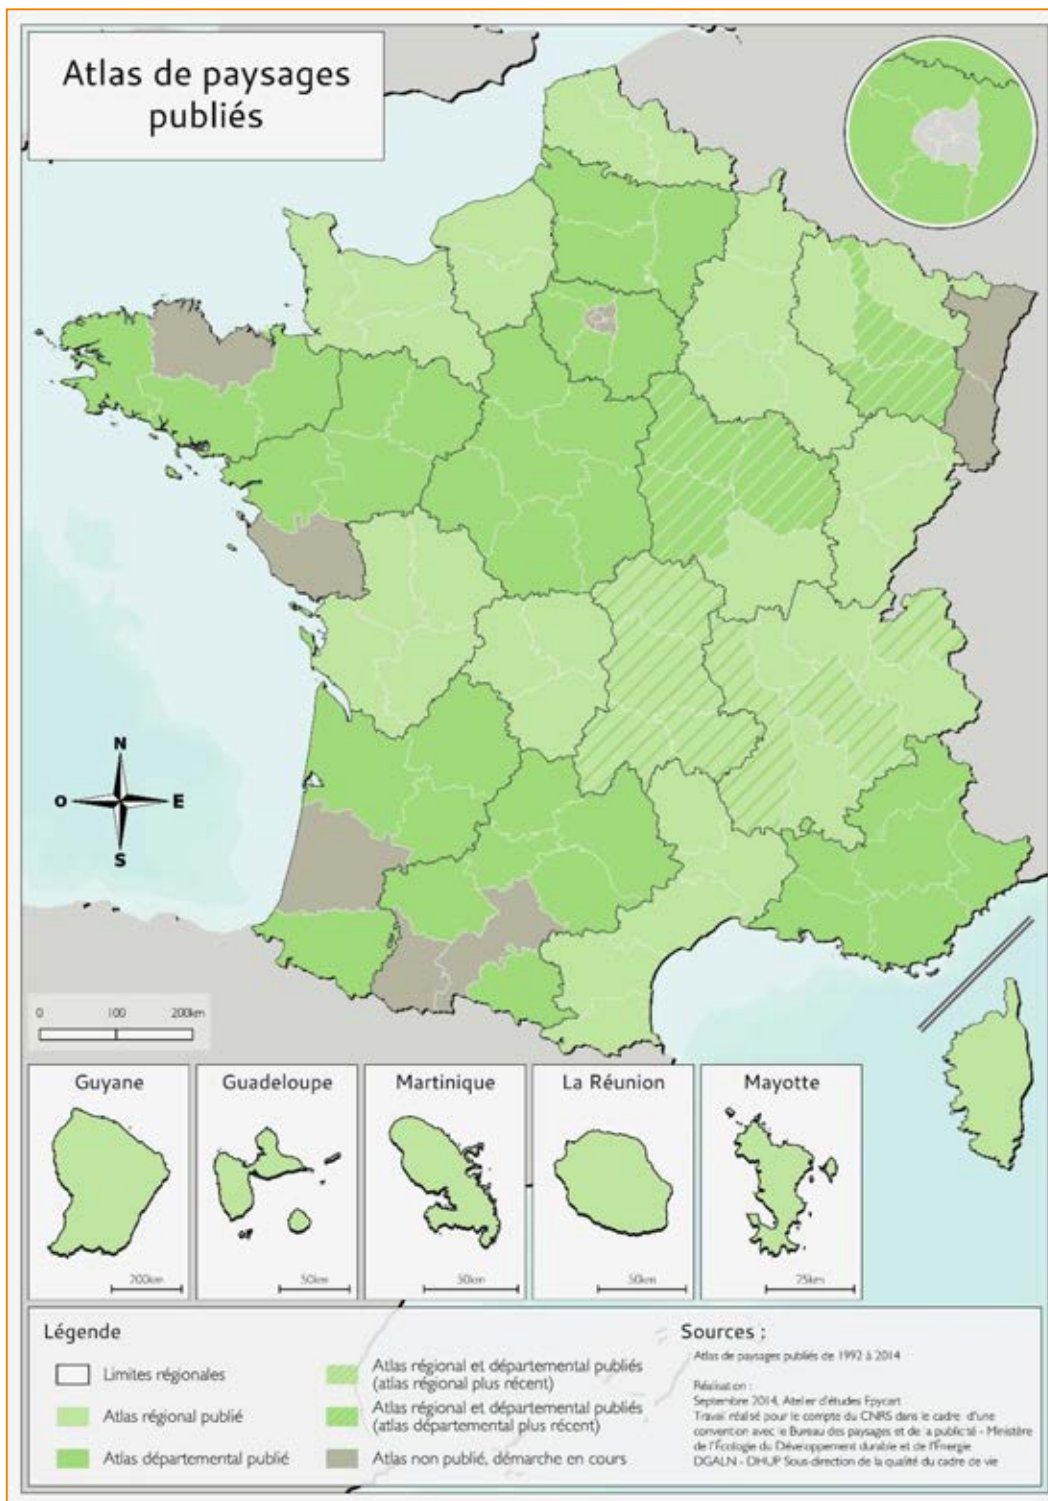 Atlas de paysages
publiés
N
O
E
S
0 100 200km
Guyane
Guadeloupe
Martinique
La Réunion
Mayotte
200km
50km
50km
25km
Légende
Limites régionales
Atlas régional publié
Atlas départemental publié
Atlas régional et départemental publiés
(atlas régional plus récent)
Atlas régional et départemental publiés
(atlas départemental plus récent)
Atlas non publié, démarche en cours
Sources :
Atlas de paysages publiés de 1992 à 2014
Réalisation :
Septembre 2014, Atelier d'études
Travail réalisé pour le compte du CNRS dans le cadre d'une
convention avec le Bureau des paysages et de la publicité - Ministère
de l'Écologie du Développement durable et de l'Énergie
DGALN - DHUP Sous-direction de la qualité du cadre de vie